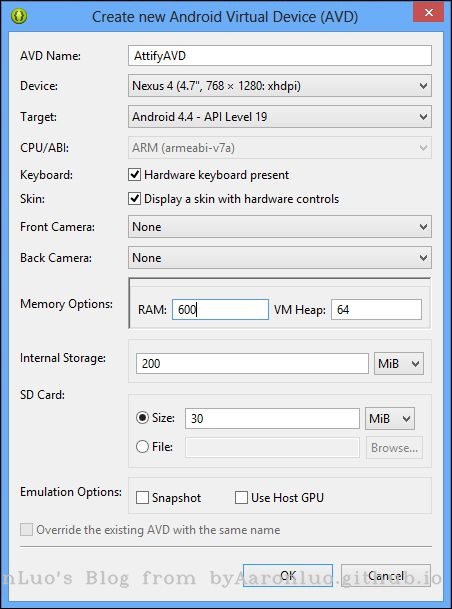 Create new Android Virtual Device (AVD)
AVD Name: AttifyAVD
Device: Nexus 4 (4.7", 768 × 1280: xhdpi)
Target: Android 4.4 - API Level 19
CPU/ABI: ARM (armeabi-v7a)
Keyboard: Hardware keyboard present
Skin: Display a skin with hardware controls
Front Camera: None
Back Camera: None
Memory Options: RAM: 600 VM Heap: 64
Internal Storage: 200 MiB
SD Card:
Size: 30 MiB
File: Browse...
Emulation Options: Snapshot Use Host GPU
Override the existing AVD with the same name
OK Cancel
nLuo's Blog from byAaronluo.github.io